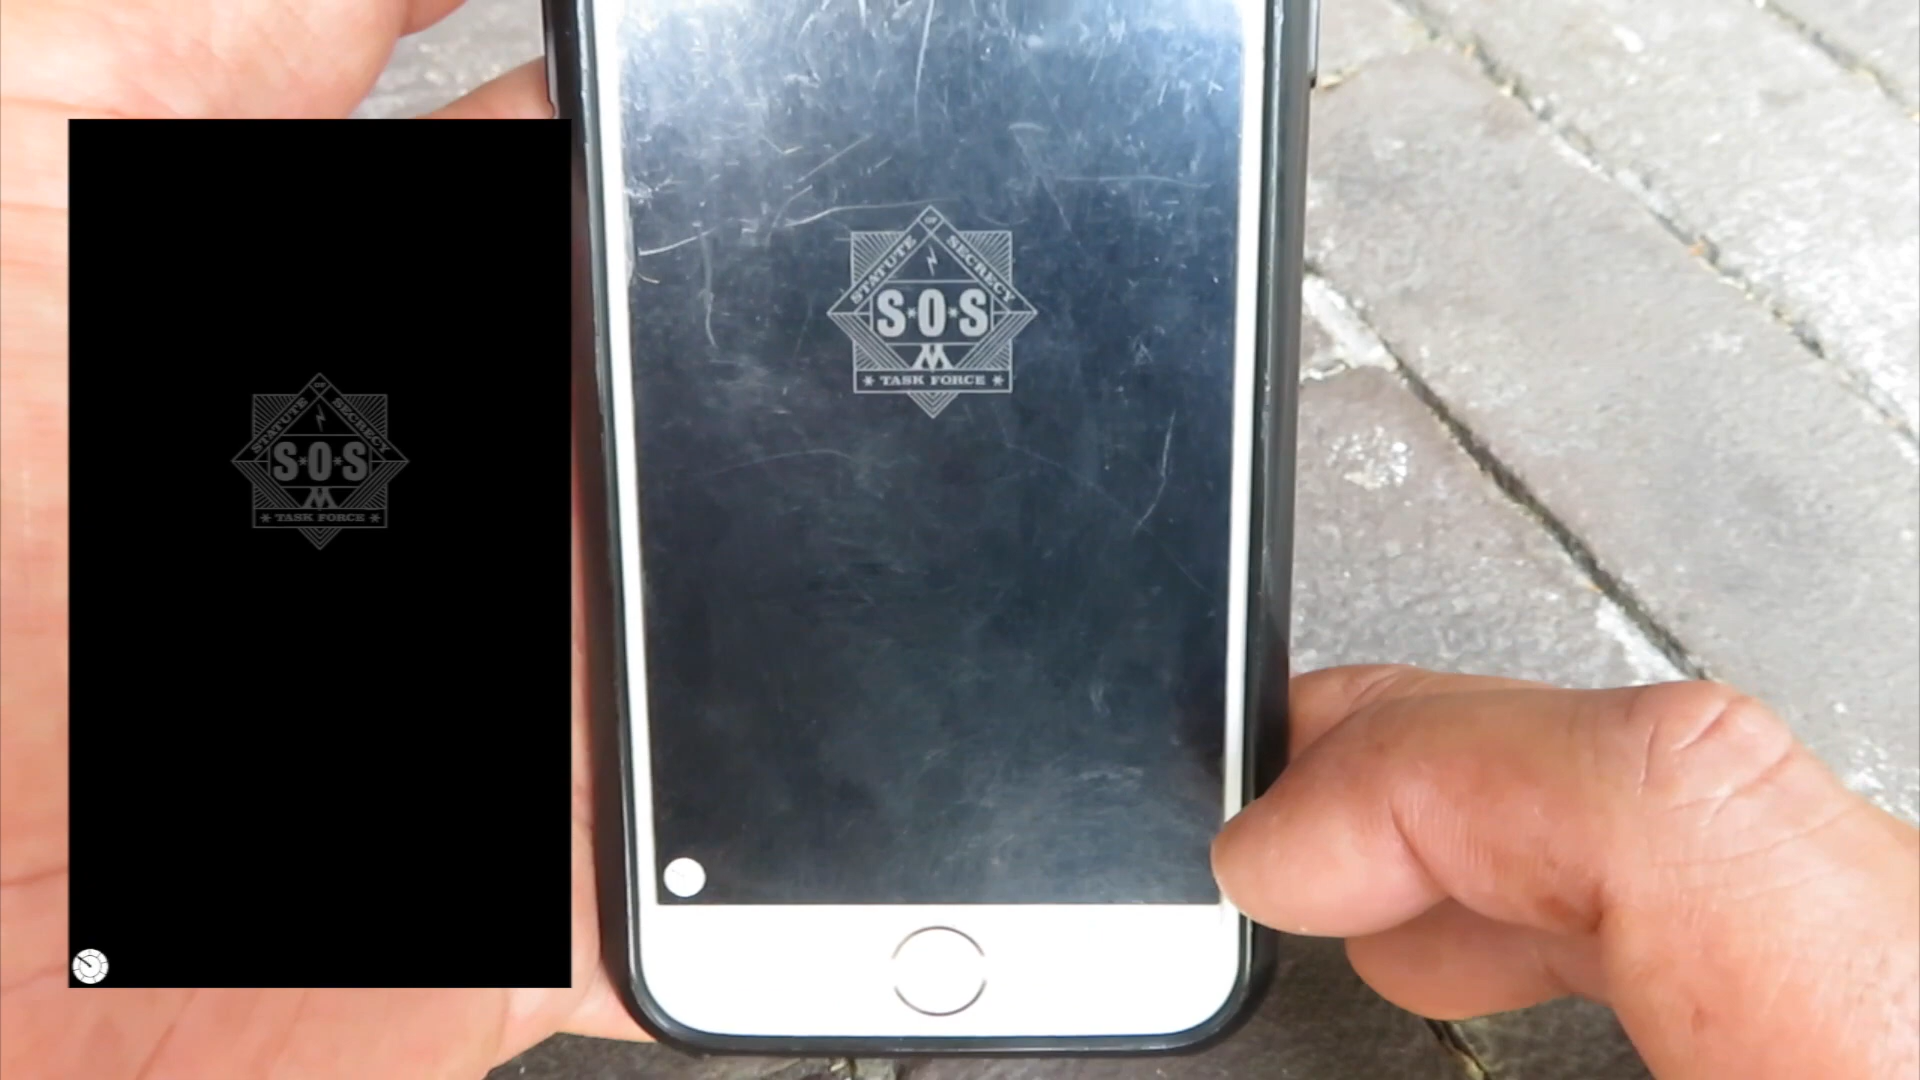 STATUTE OF SECRECY
S*O*S
M
* TASK FORCE *
STATUTE OF SECRECY
S*O*S
M
* TASK FORCE *